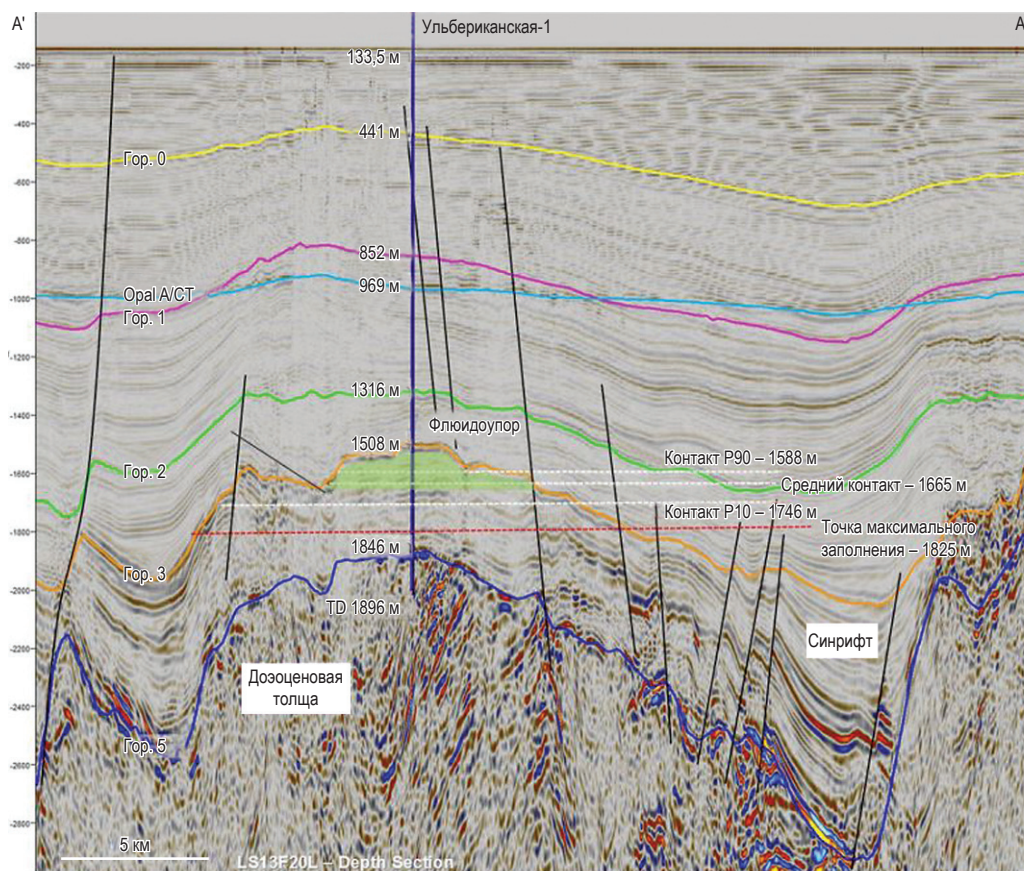 A'
Ульбериканская-1
A
133,5 м
-200
-400
441 м
Гор. 0
-600
-800
852 м
969 м
Opal A/CT
-1000
Гор. 1
-1200
1316 м
-1400
Флюидоупор
1508 м
Контакт P90 – 1588 м
Гор. 2
-1600
Средний контакт – 1665 м
Контакт P10 – 1746 м
Точка максимального
заполнения – 1825 м
-1800
1846 м
Гор. 3
-2000
TD 1896 м
Синрифт
-2200
Доэоценовая
толща
-2400
Гор. 5
-2600
-2800
5 км
LS13F20L – Depth Section